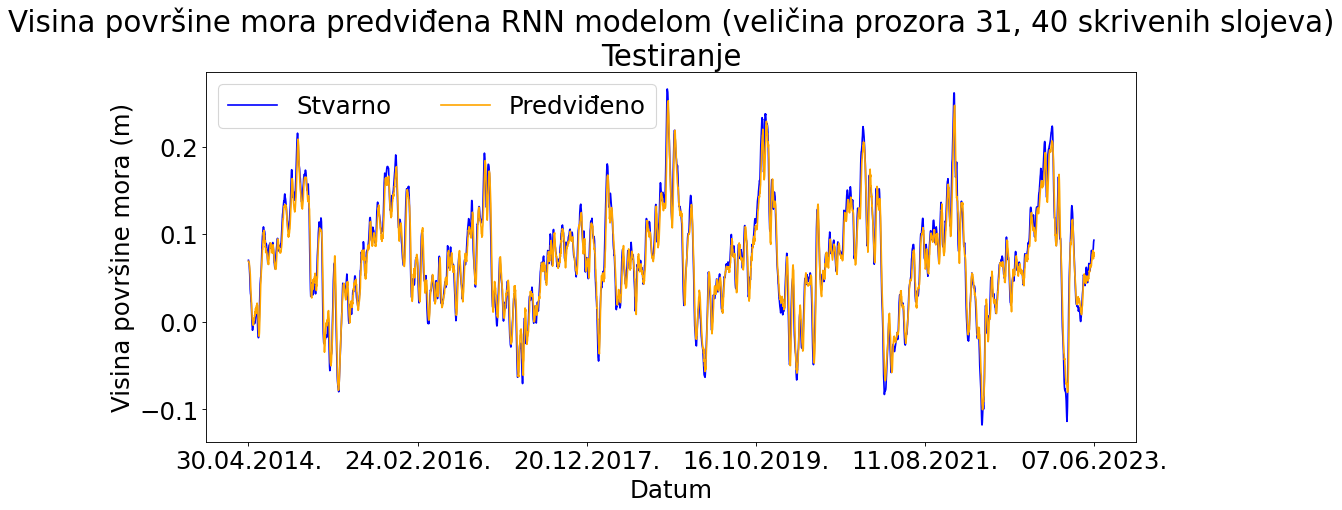 Visina površine mora predviđena RNN modelom (veličina prozora 31, 40 skrivenih slojeva)
Testiranje
Stvarno
Predviđeno
Visina površine mora (m)
0.2
0.1
0.0
−0.1
30.04.2014.
24.02.2016.
20.12.2017.
16.10.2019.
11.08.2021.
07.06.2023.
Datum